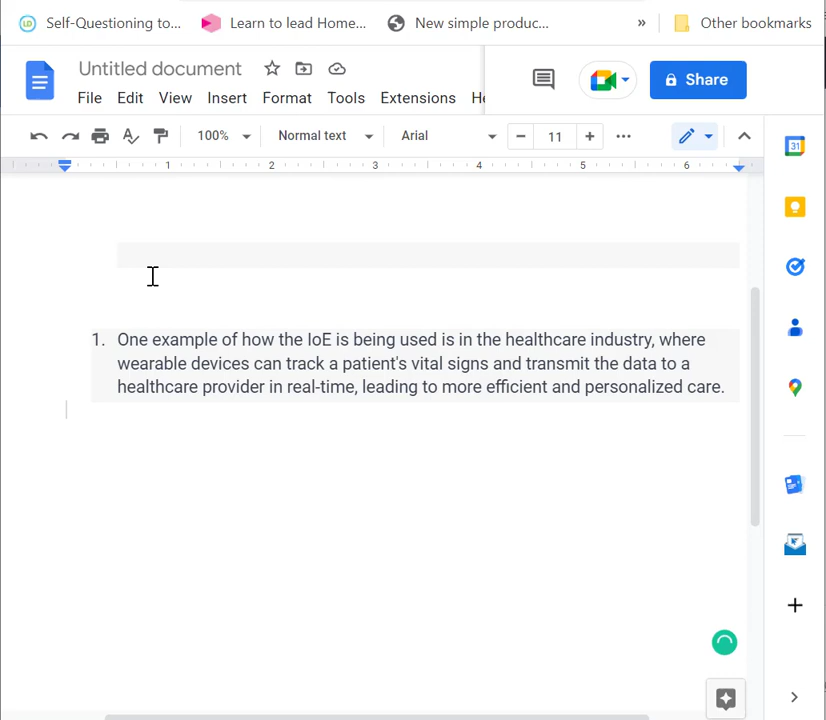 Self-Questioning to...
Learn to lead Home...
New simple produc...
»
Other bookmarks
Untitled document
File Edit View Insert Format Tools Extensions He
Share
100% Normal text Arial 11
1 2 3 4 5 6
31
1. One example of how the IoE is being used is in the healthcare industry, where
wearable devices can track a patient's vital signs and transmit the data to a
healthcare provider in real-time, leading to more efficient and personalized care.